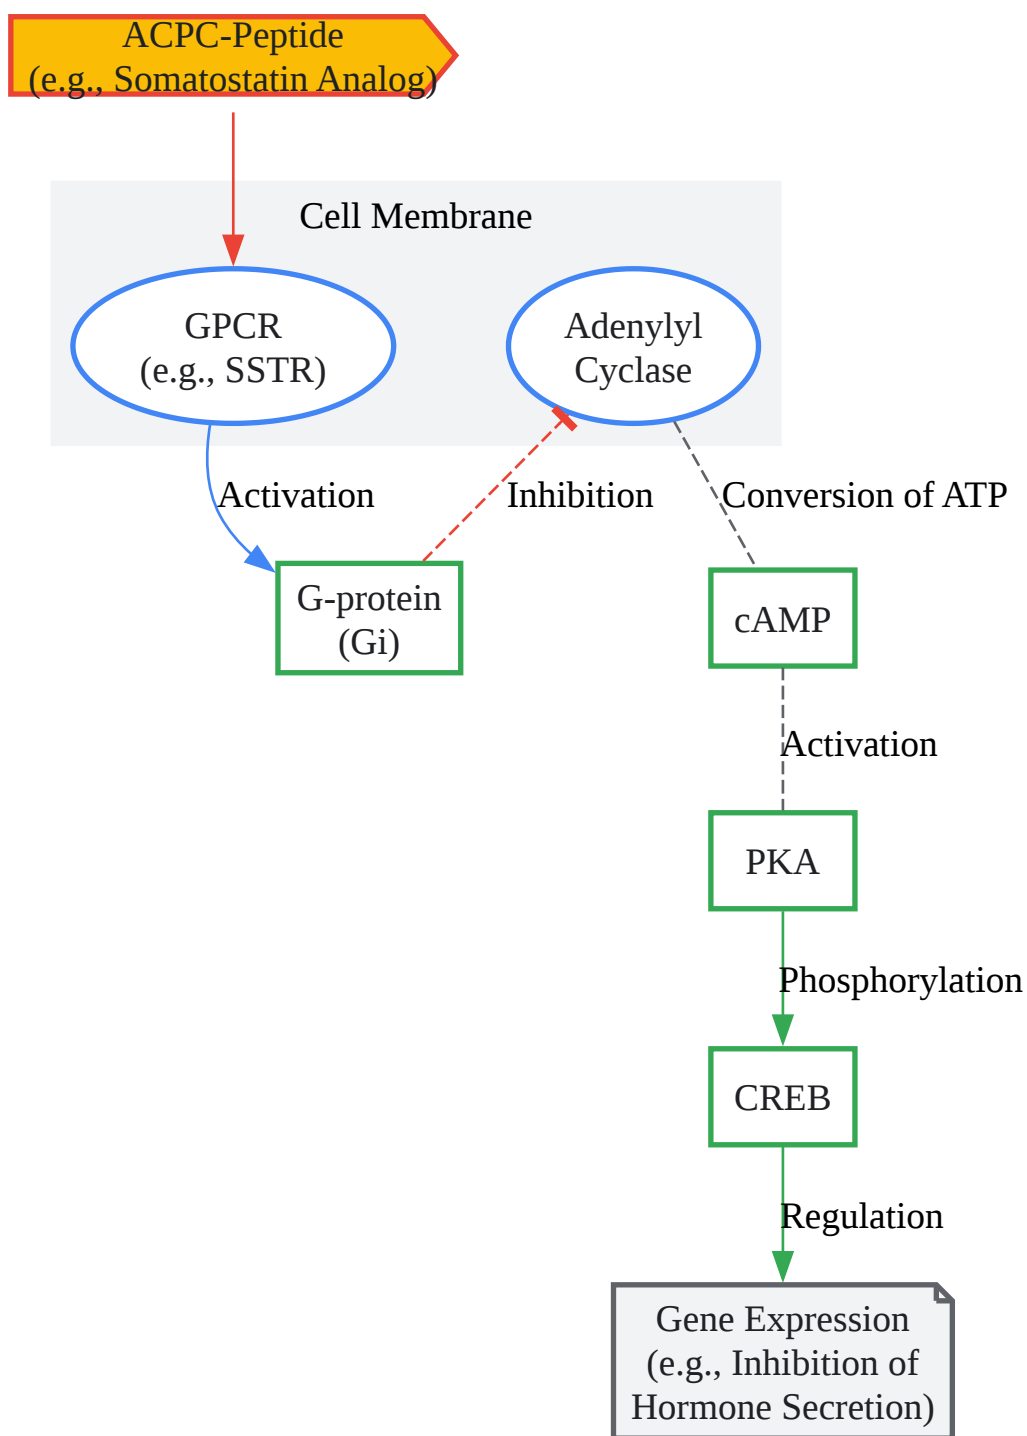 ACPC-Peptide
(e.g., Somatostatin Analog)
Cell Membrane
GPCR
(e.g., SSTR)
Adenylyl
Cyclase
Activation
Inhibition
Conversion of ATP
G-protein
(Gi)
cAMP
Activation
PKA
Phosphorylation
CREB
Regulation
Gene Expression
(e.g., Inhibition of
Hormone Secretion)